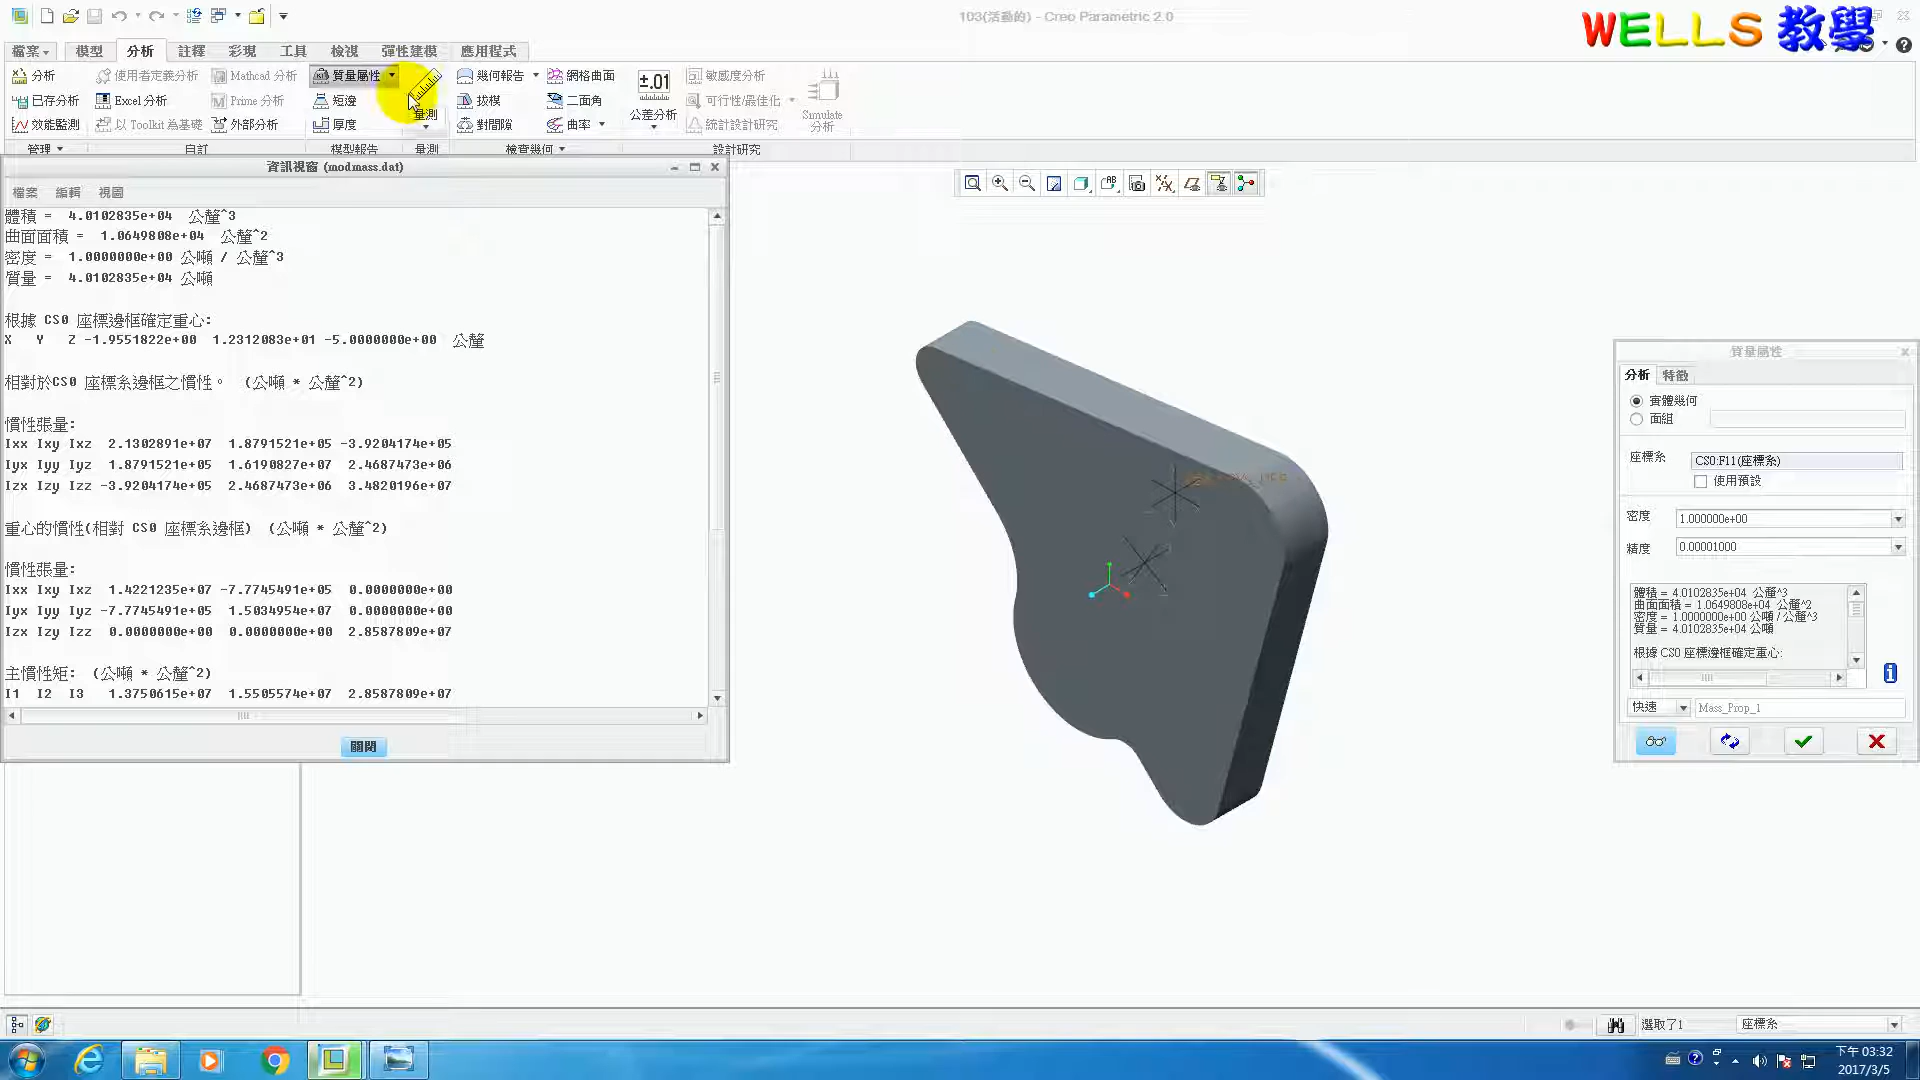 103(活動的) - Creo Parametric 2.0
WELLS 教學
檔案 模型 分析 註釋 彩現 工具 檢視 彈性建模 應用程式
分析 使用者定義分析 Mathcad 分析 質量屬性 幾何報告 網格曲面 敏感度分析
已存分析 Excel 分析 Prime 分析 短邊 拔模 二面角 可行性/最佳化
效能監測 以 Toolkit 為基礎 外部分析 厚度 量測 對間隙 曲率 公差分析 統計設計研究 Simulate 分析
管理 自訂 模型報告 量測 檢查幾何 設計研究
資訊視窗 (modmass.dat)
檔案 編輯 視圖
體積 = 4.0102835e+04 公釐^3
曲面面積 = 1.0649808e+04 公釐^2
密度 = 1.0000000e+00 公噸 / 公釐^3
質量 = 4.0102835e+04 公噸
根據 CS0 座標邊框確定重心:
X Y Z -1.9551822e+00 1.2312083e+01 -5.0000000e+00 公釐
相對於CS0 座標系邊框之慣性。 (公噸 * 公釐^2)
慣性張量:
Ixx Ixy Ixz 2.1302891e+07 1.8791521e+05 -3.9204174e+05
Iyx Iyy Iyz 1.8791521e+05 1.6190827e+07 2.4687473e+06
Izx Izy Izz -3.9204174e+05 2.4687473e+06 3.4820196e+07
重心的慣性(相對 CS0 座標系邊框) (公噸 * 公釐^2)
慣性張量:
Ixx Ixy Ixz 1.4221235e+07 -7.7745491e+05 0.0000000e+00
Iyx Iyy Iyz -7.7745491e+05 1.5034954e+07 0.0000000e+00
Izx Izy Izz 0.0000000e+00 0.0000000e+00 2.8587809e+07
主慣性矩: (公噸 * 公釐^2)
I1 I2 I3 1.3750615e+07 1.5505574e+07 2.8587809e+07
關閉
質量屬性
分析 特徵
實體幾何
面組
座標系 CS0:F11(座標系)
使用預設
密度 1.000000e+00
精度 0.00001000
體積 = 4.0102835e+04 公釐^3
曲面面積 = 1.0649808e+04 公釐^2
密度 = 1.0000000e+00 公噸 / 公釐^3
質量 = 4.0102835e+04 公噸
根據 CS0 座標邊框確定重心:
快速 Mass_Prop_1
選取了1 座標系
下午 03:32
2017/3/5